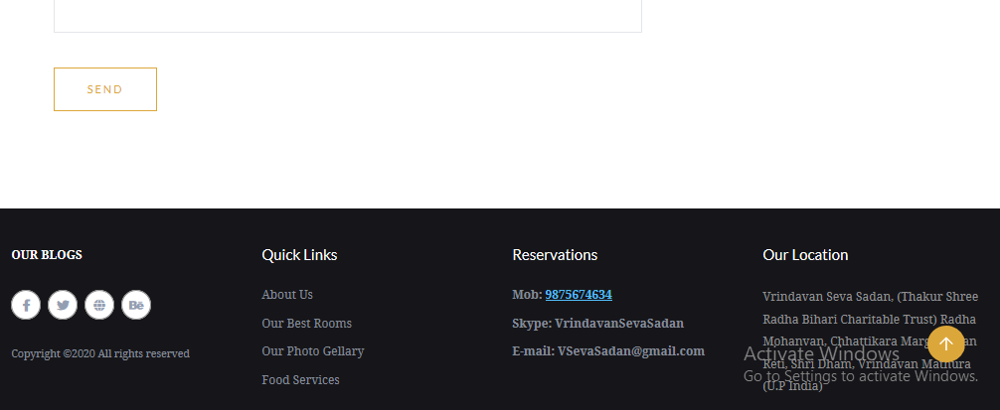 SEND
OUR BLOGS
Bē
Copyright ©2020 All rights reserved
Quick Links
About Us
Our Best Rooms
Our Photo Gellary
Food Services
Reservations
Mob: 9875674634
Skype: VrindavanSevaSadan
E-mail: VSevaSadan@gmail.com
Our Location
Vrindavan Seva Sadan, (Thakur Shree
Radha Bihari Charitable Trust) Radha
Mohanvan, Chhattikara Marg
Reti, Shri Dham, Vrindavan Mathura
(U.P India)
Activate Windows
Go to Settings to activate Windows.